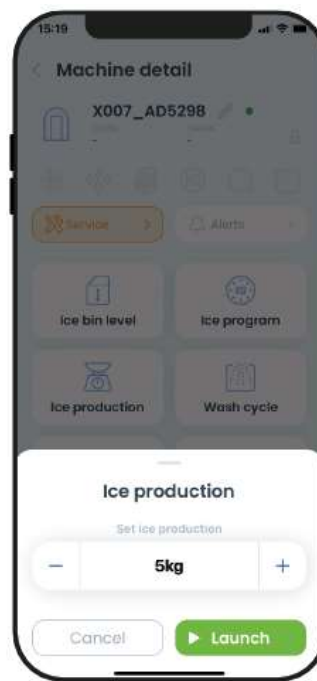 15:19
Machine detail
X007_AD5298
-
-
Service
Alerts
Ice bin level
Ice program
Ice production
Wash cycle
Ice production
Set ice production
5kg
Cancel
Launch